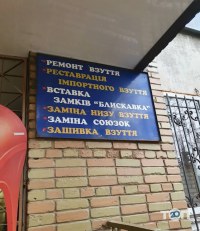 РЕМОНТ ВЗУТТЯ
РЕСТАВРАЦІЯ
ІМПОРТНОГО ВЗУТТЯ
ВСТАВКА
ЗАМКІВ "БЛИСКАВКА"
ЗАМІНА НИЗУ ВЗУТТЯ
ЗАМІНА СОЮЗОК
ЗАШИВКА ВЗУТТЯ